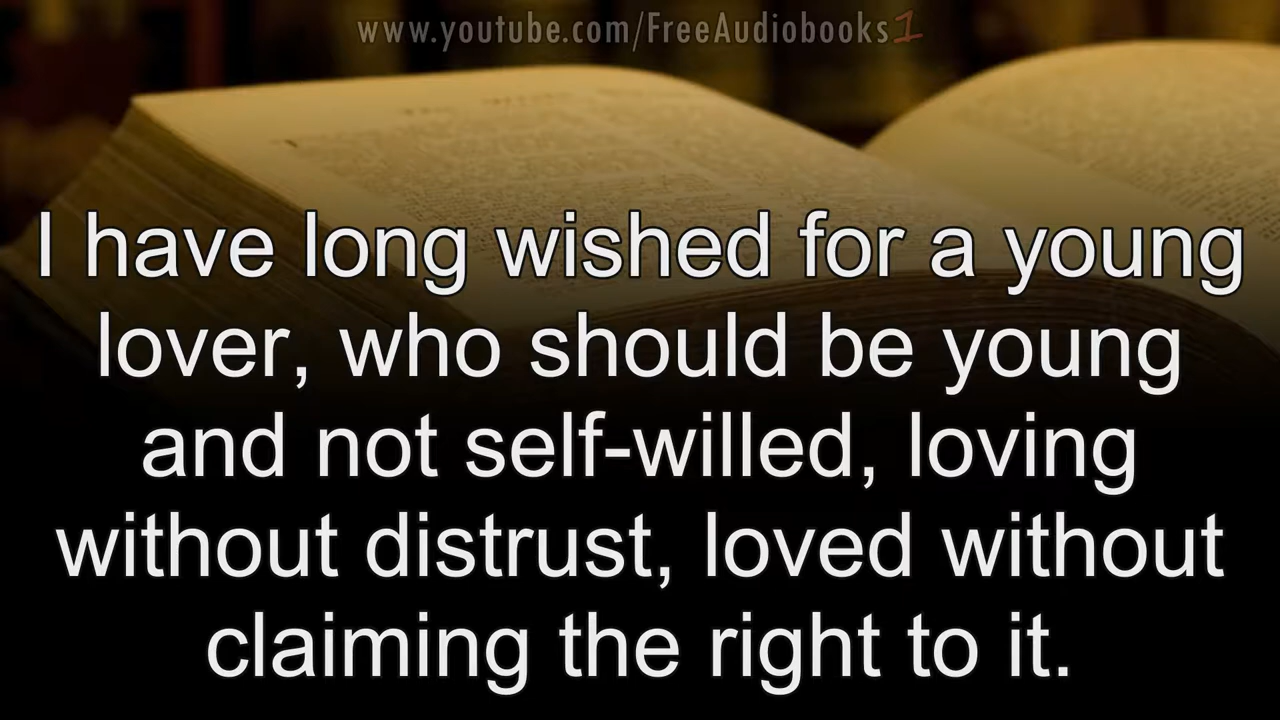 www.youtube.com/FreeAudiobooks1
I have long wished for a young
lover, who should be young
and not self-willed, loving
without distrust, loved without
claiming the right to it.